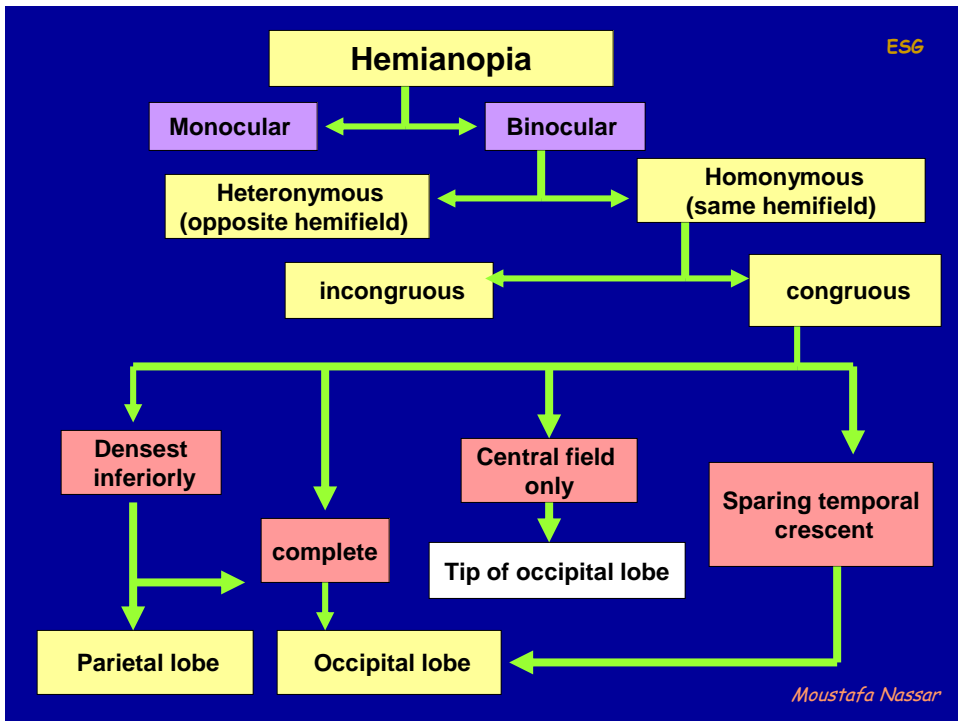 Hemianopia
ESG
Monocular
Binocular
Heteronymous
(opposite hemifield)
Homonymous
(same hemifield)
incongruous
congruous
Densest
inferiorly
complete
Central field
only
Sparing temporal
crescent
Tip of occipital lobe
Parietal lobe
Occipital lobe
Moustafa Nassar